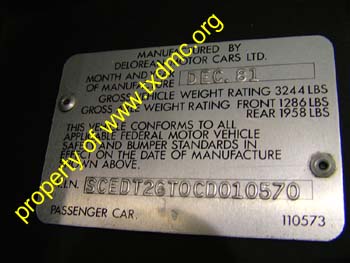 MANUFACTURED BY
DELOREAN MOTOR CARS LTD.
MONTH AND OF DEC. 81
GROSS VEHICLE WEIGHT RATING 3244 LBS
GROSS WEIGHT RATING FRONT 1286 LBS
REAR 1958 LBS
THIS VEHICLE CONFORMS TO ALL
APPLICABLE FEDERAL MOTOR VEHICLE
SAFETY AND BUMPER STANDARDS IN
EFFECT ON THE DATE OF MANUFACTURE
SHOWN ABOVE.
V.I.N. SCEDT26T0CD010570
PASSENGER CAR. 110573
property of www.txdmc.org